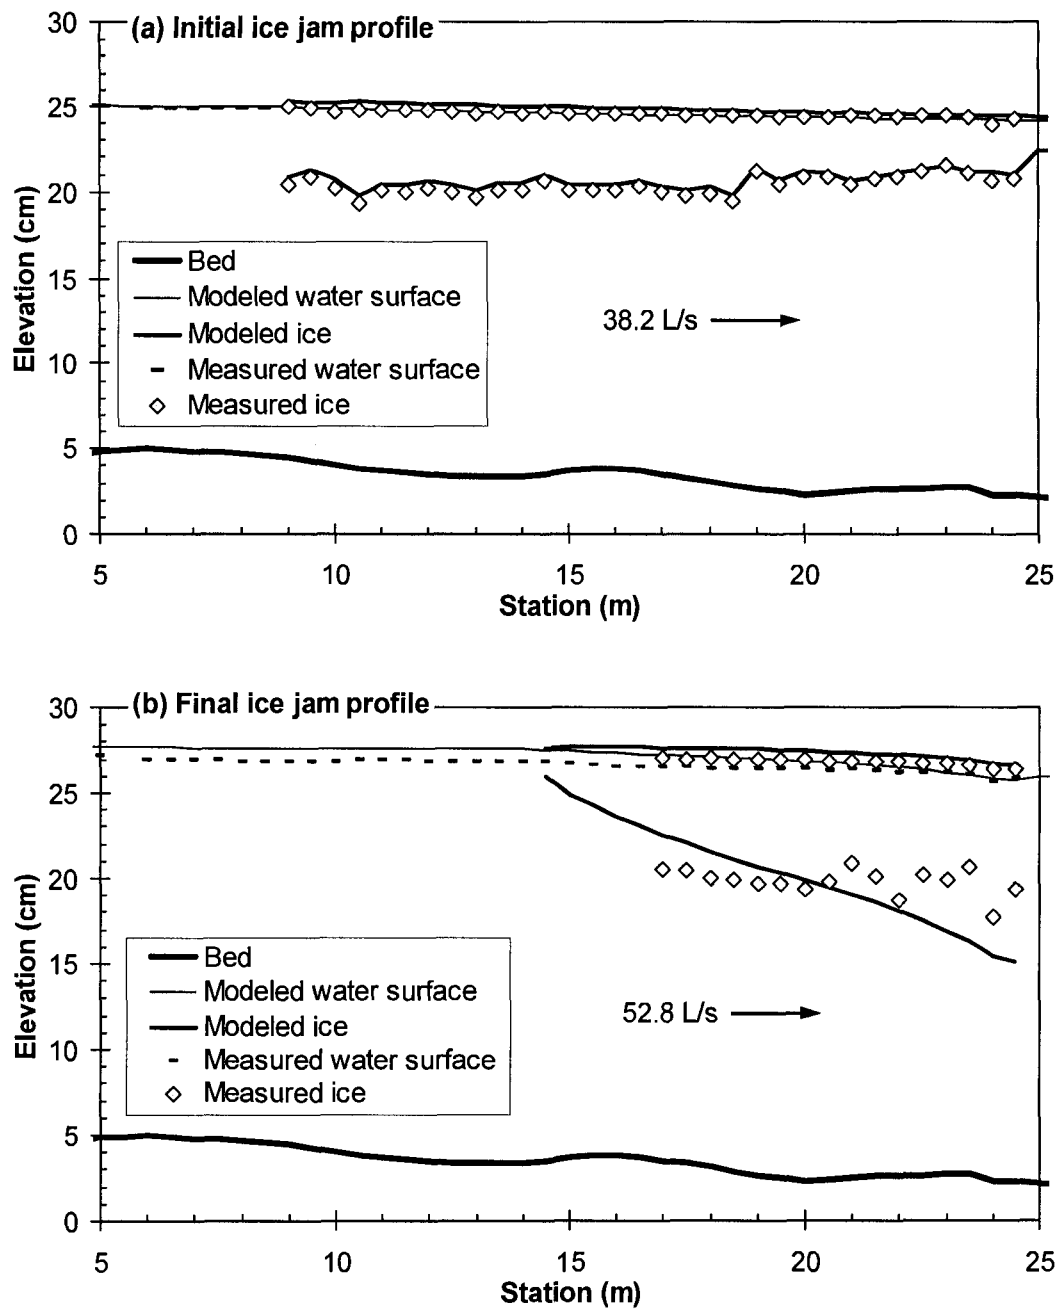 (a) Initial ice jam profile
30
25
20
15
10
5
0
Elevation (cm)
Bed
Modeled water surface
Modeled ice
Measured water surface
Measured ice
38.2 L/s
5 10 15 20 25
Station (m)
(b) Final ice jam profile
30
25
20
15
10
5
0
Elevation (cm)
Bed
Modeled water surface
Modeled ice
Measured water surface
Measured ice
52.8 L/s
5 10 15 20 25
Station (m)